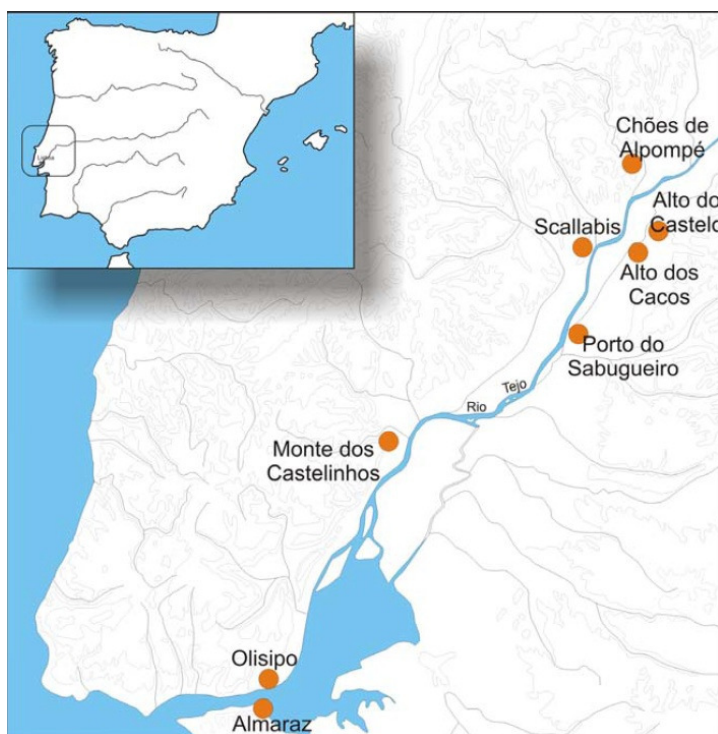 Chões de
Alpompé
Alto do
Castelo
Scallabis
Alto dos
Cacos
Porto do
Sabugueiro
Rio
Tejo
Monte dos
Castelinhos
Olisipo
Almaraz